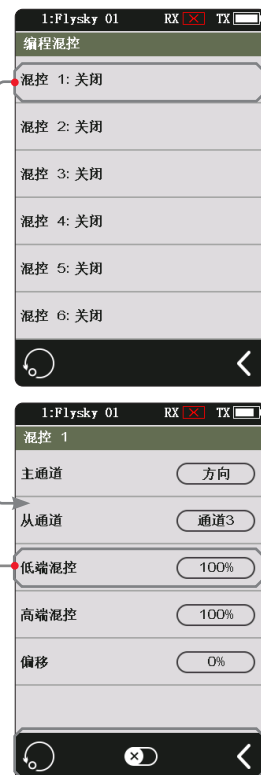 1:Flysky 01 RX TX
编程混控
混控 1: 关闭
混控 2: 关闭
混控 3: 关闭
混控 4: 关闭
混控 5: 关闭
混控 6: 关闭
1:Flysky 01 RX TX
混控 1
主通道 方向
从通道 通道3
低端混控 100%
高端混控 100%
偏移 0%